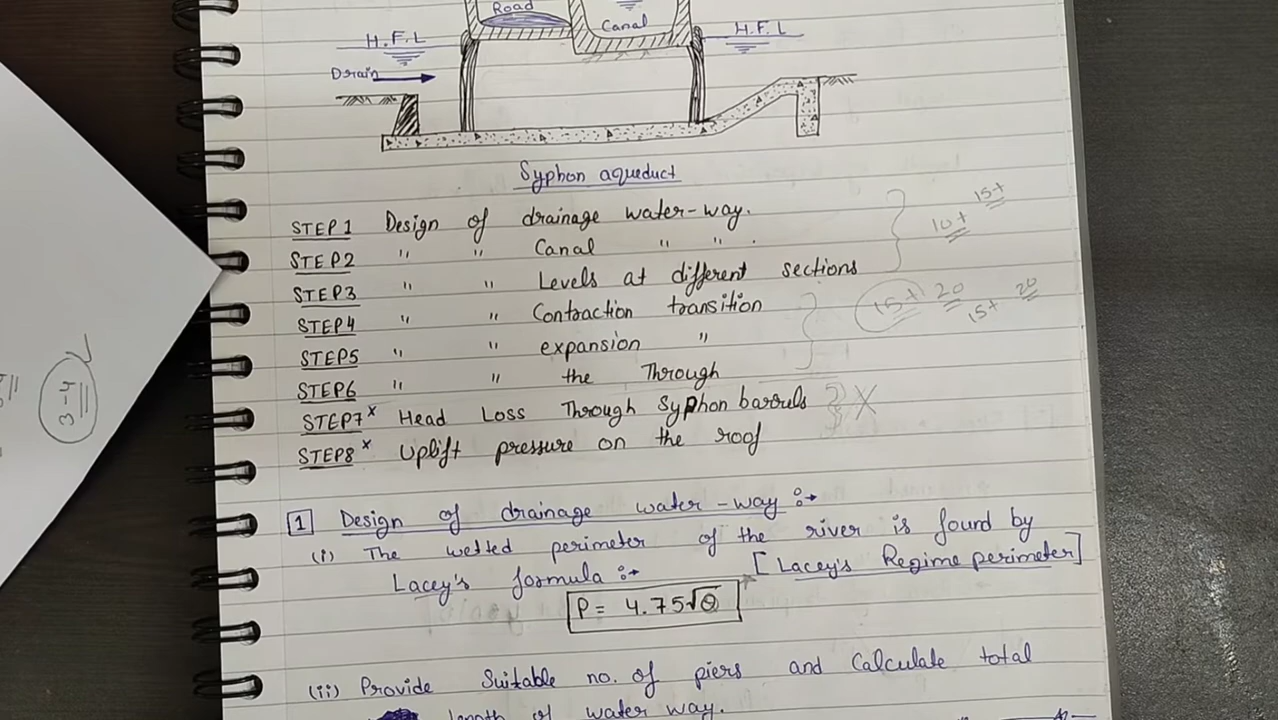 Road
Canal
H.F.L
H.F.L
Drain
Syphon aqueduct
STEP 1 Design of drainage water-way.
STEP2 " " Canal " " .
STEP3 " " Levels at different sections
STEP4 " " Contraction transition
STEP5 " " expansion "
STEP6 " " the Through
STEP7 x Head Loss Through Syphon barrels
STEP8 x Uplift pressure on the roof
10+
15+
15+ 20
15+ 20
X
3-4
1 Design of drainage water-way :→
(i) The wetted perimeter of the river is found by
Lacey's formula :→ [Lacey's Regime perimeter]
P = 4.75√Q
(ii) Provide Suitable no. of piers and Calculate total
length of water way.